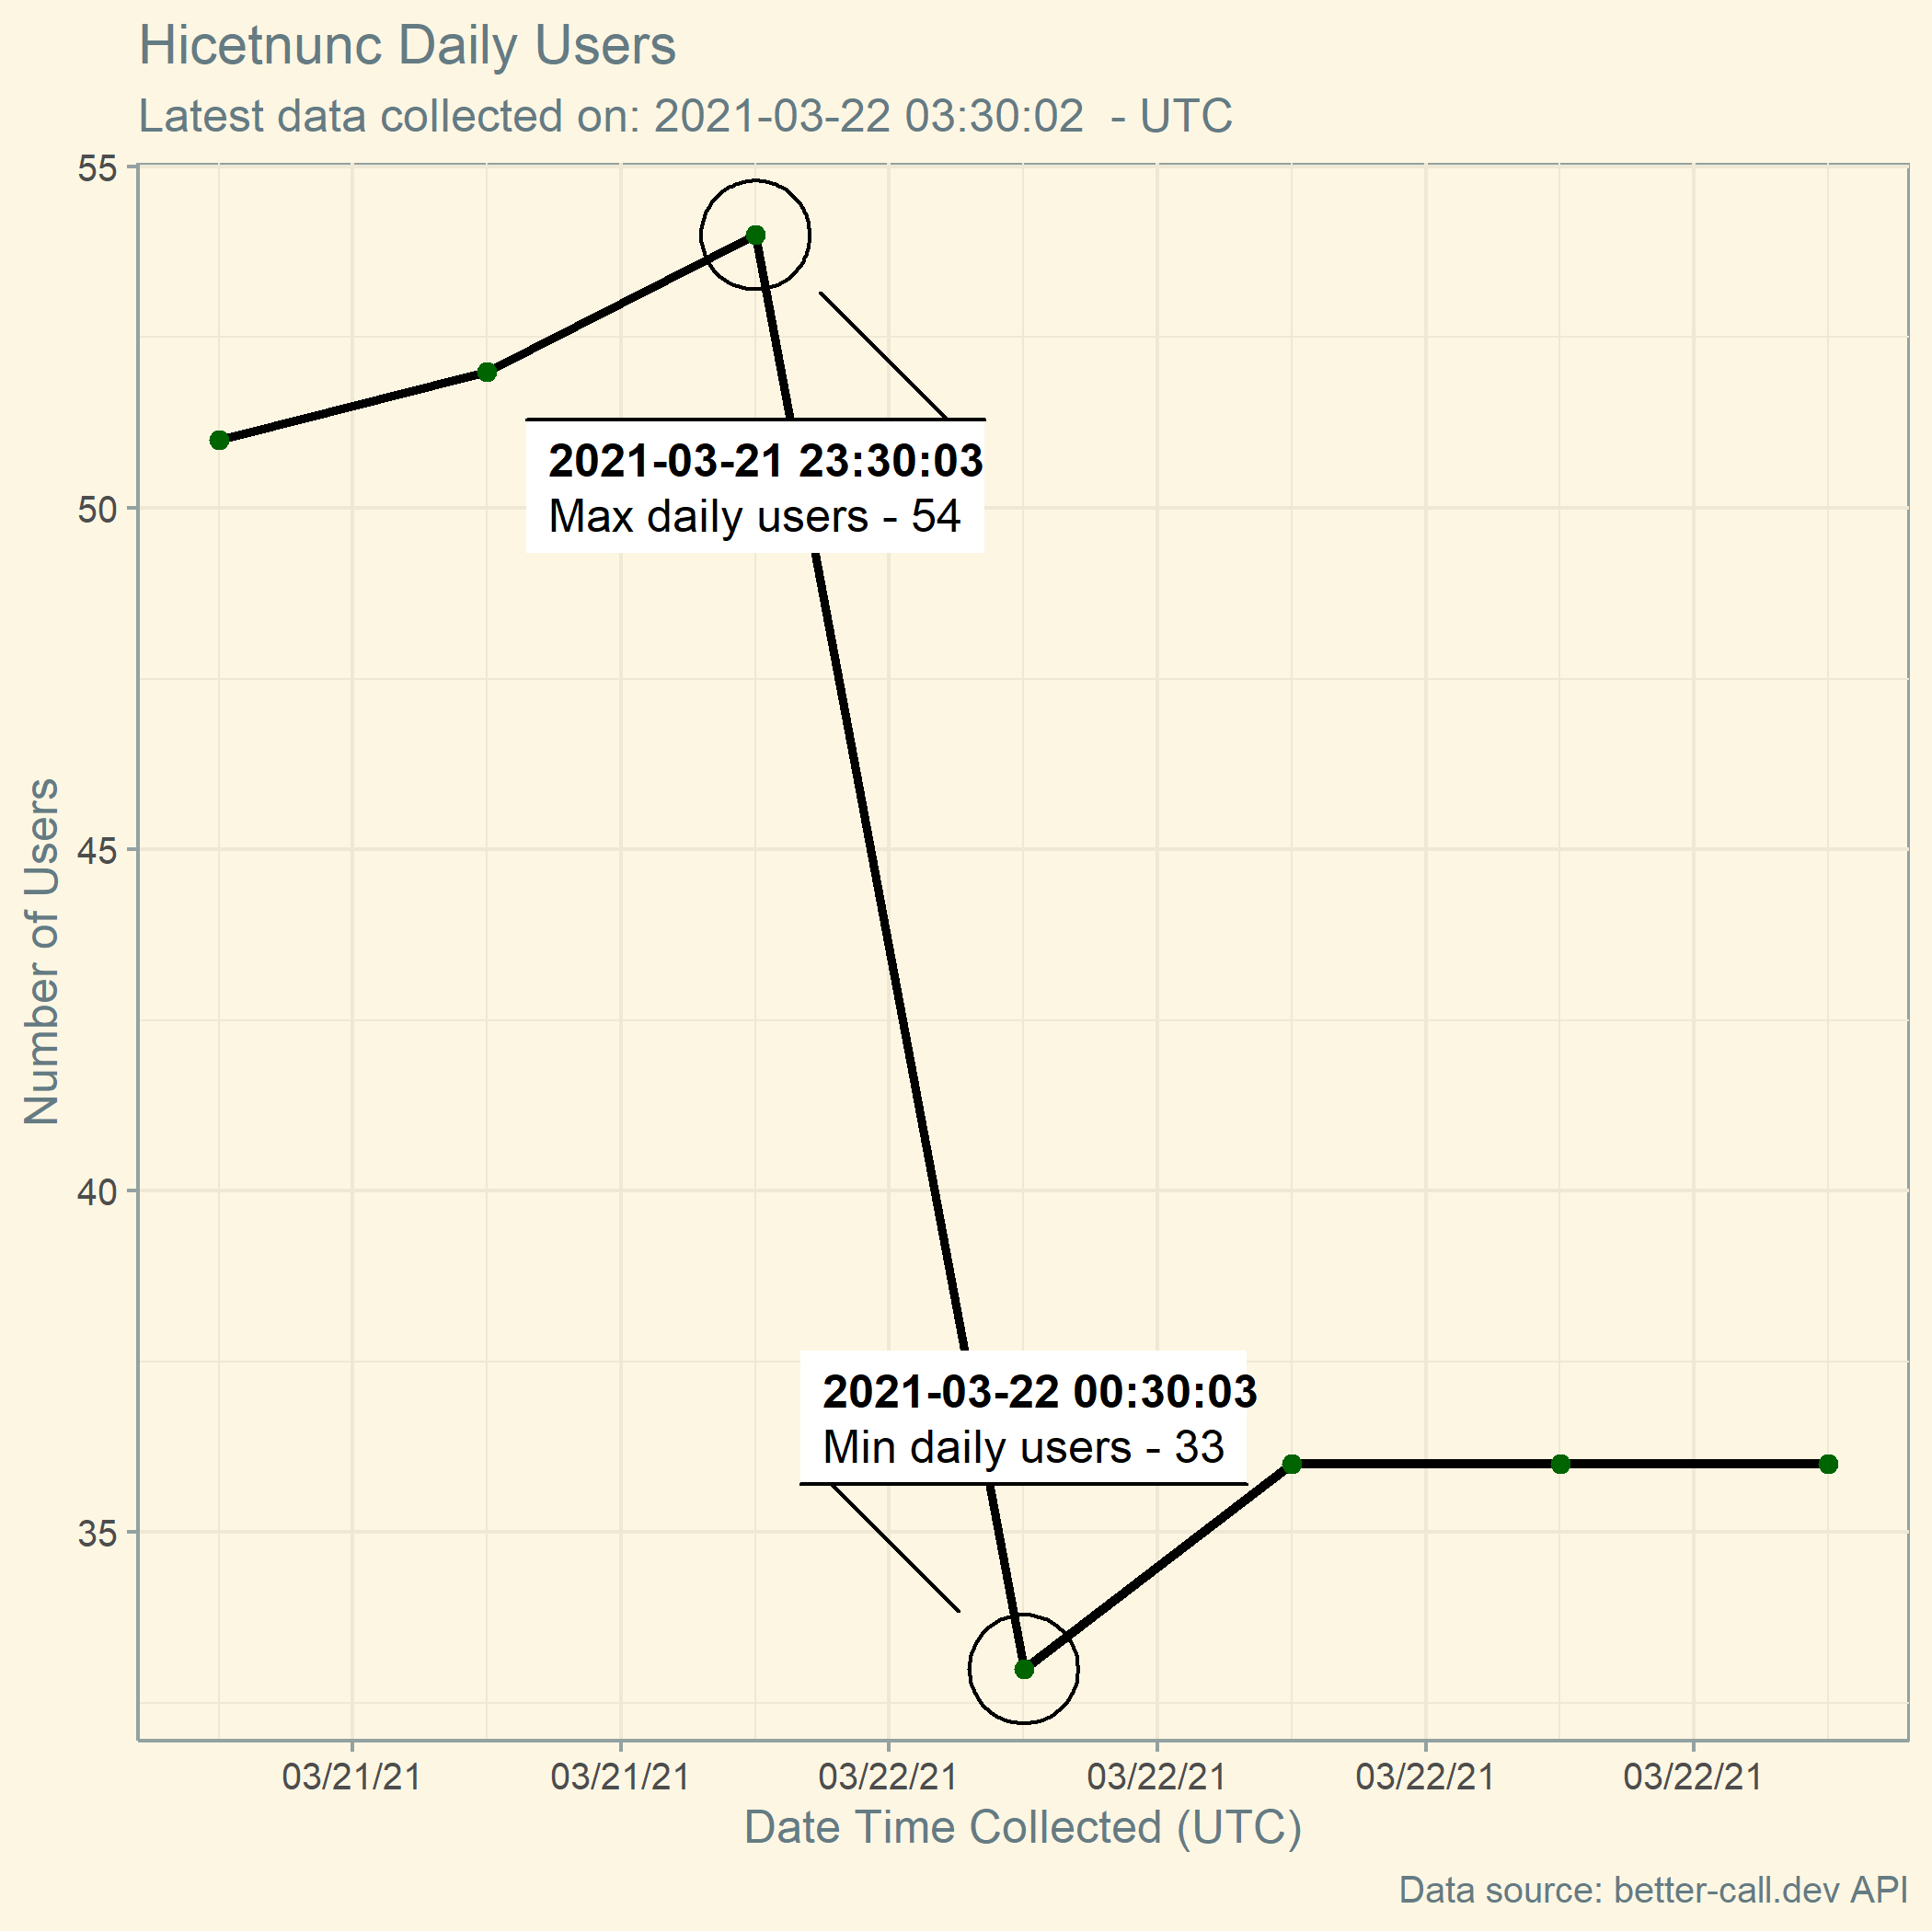 Hicetnunc Daily Users
Latest data collected on: 2021-03-22 03:30:02  - UTC
55
50
45
40
35
Number of Users
2021-03-21 23:30:03
Max daily users - 54
2021-03-22 00:30:03
Min daily users - 33
03/21/21 03/21/21 03/22/21 03/22/21 03/22/21 03/22/21
Date Time Collected (UTC)
Data source: better-call.dev API